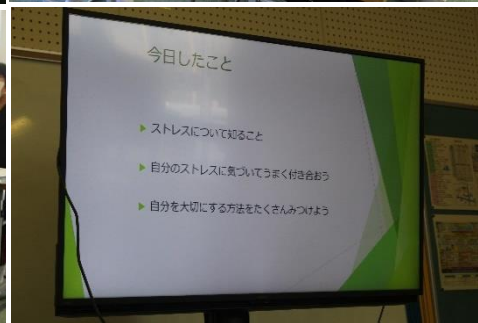 今日したこと
ストレスについて知ること
自分のストレスに気づいてうまく付き合おう
自分を大切にする方法をたくさんみつけよう